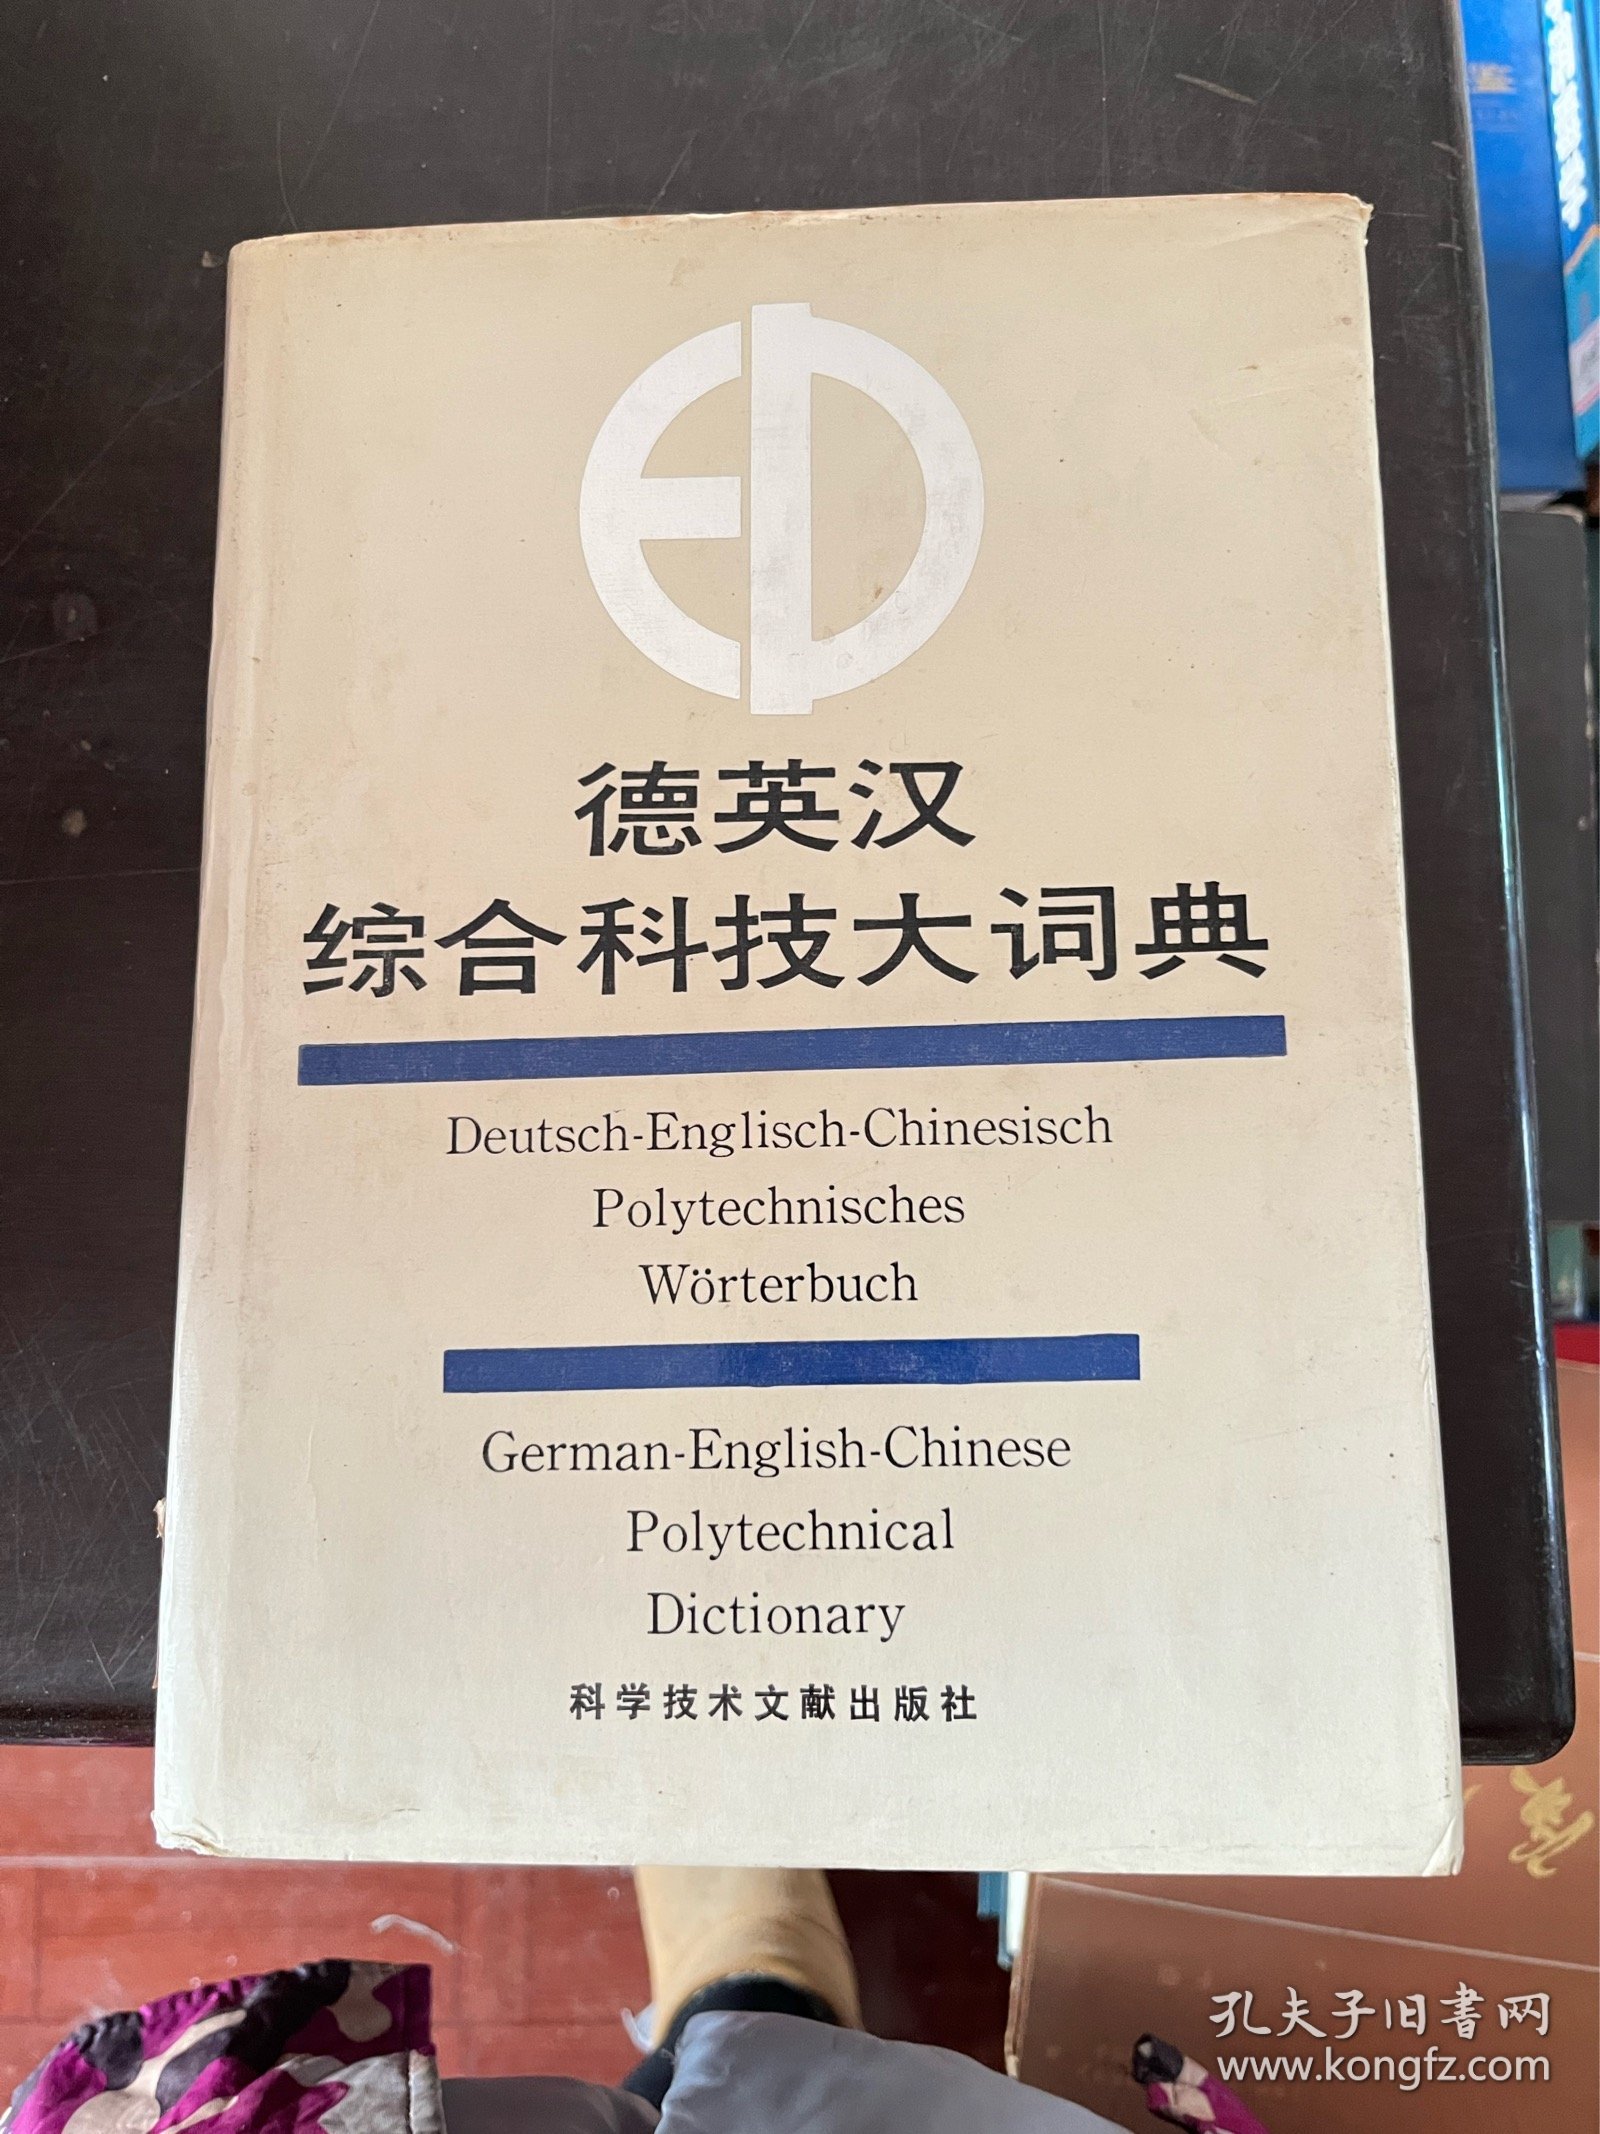 ED
德英汉
综合科技大词典
Deutsch-Englisch-Chinesisch
Polytechnisches
Wörterbuch
German-English-Chinese
Polytechnical
Dictionary
科学技术文献出版社
孔夫子旧书网
www.kongfz.com